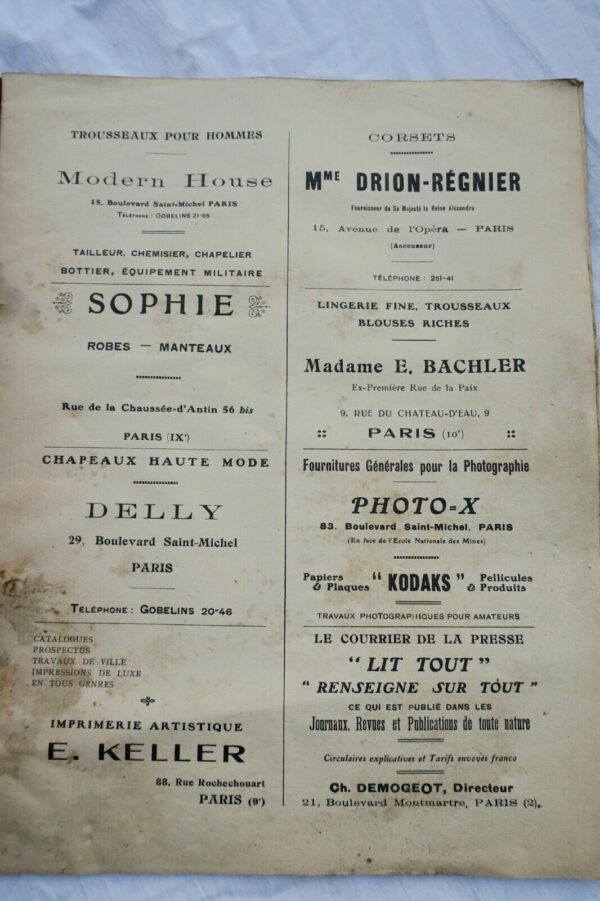 TROUSSEAUX POUR HOMMES
Modern House
15, Boulevard Saint-Michel PARIS
TÉLÉPHONE : GOBELINS 21-65
TAILLEUR, CHEMISIER, CHAPELIER
BOTTIER, ÉQUIPEMENT MILITAIRE
SOPHIE
ROBES — MANTEAUX
Rue de la Chaussée-d'Antin 56 bis
PARIS (IXe)
CHAPEAUX HAUTE MODE
DELLY
29, Boulevard Saint-Michel
PARIS
TÉLÉPHONE : GOBELINS 20-46
CATALOGUES
PROSPECTUS
TRAVAUX DE VILLE
IMPRESSIONS DE LUXE
EN TOUS GENRES
IMPRIMERIE ARTISTIQUE
E. KELLER
88, Rue Rochechouart
PARIS (9e)
CORSETS
MME DRION-RÉGNIER
Fournisseur de Sa Majesté la Reine Alexandra
15, Avenue de l'Opéra — PARIS
(Ascenseur)
TÉLÉPHONE : 261-41
LINGERIE FINE, TROUSSEAUX
BLOUSES RICHES
Madame E. BACHLER
Ex-Première Rue de la Paix
9, RUE DU CHATEAU-D'EAU, 9
:: PARIS (10e) ::
Fournitures Générales pour la Photographie
PHOTO=X
83, Boulevard Saint-Michel, PARIS
(En face de l'Ecole Nationale des Mines)
Papiers & Plaques " KODAKS " Pellicules & Produits
TRAVAUX PHOTOGRAPHIQUES POUR AMATEURS
LE COURRIER DE LA PRESSE
" LIT TOUT "
" RENSEIGNE SUR TOUT "
CE QUI EST PUBLIÉ DANS LES
Journaux, Revues et Publications de toute nature
Circulaires explicatives et Tarifs envoyés franco
Ch. DEMOGEOT, Directeur
21, Boulevard Montmartre, PARIS (2).